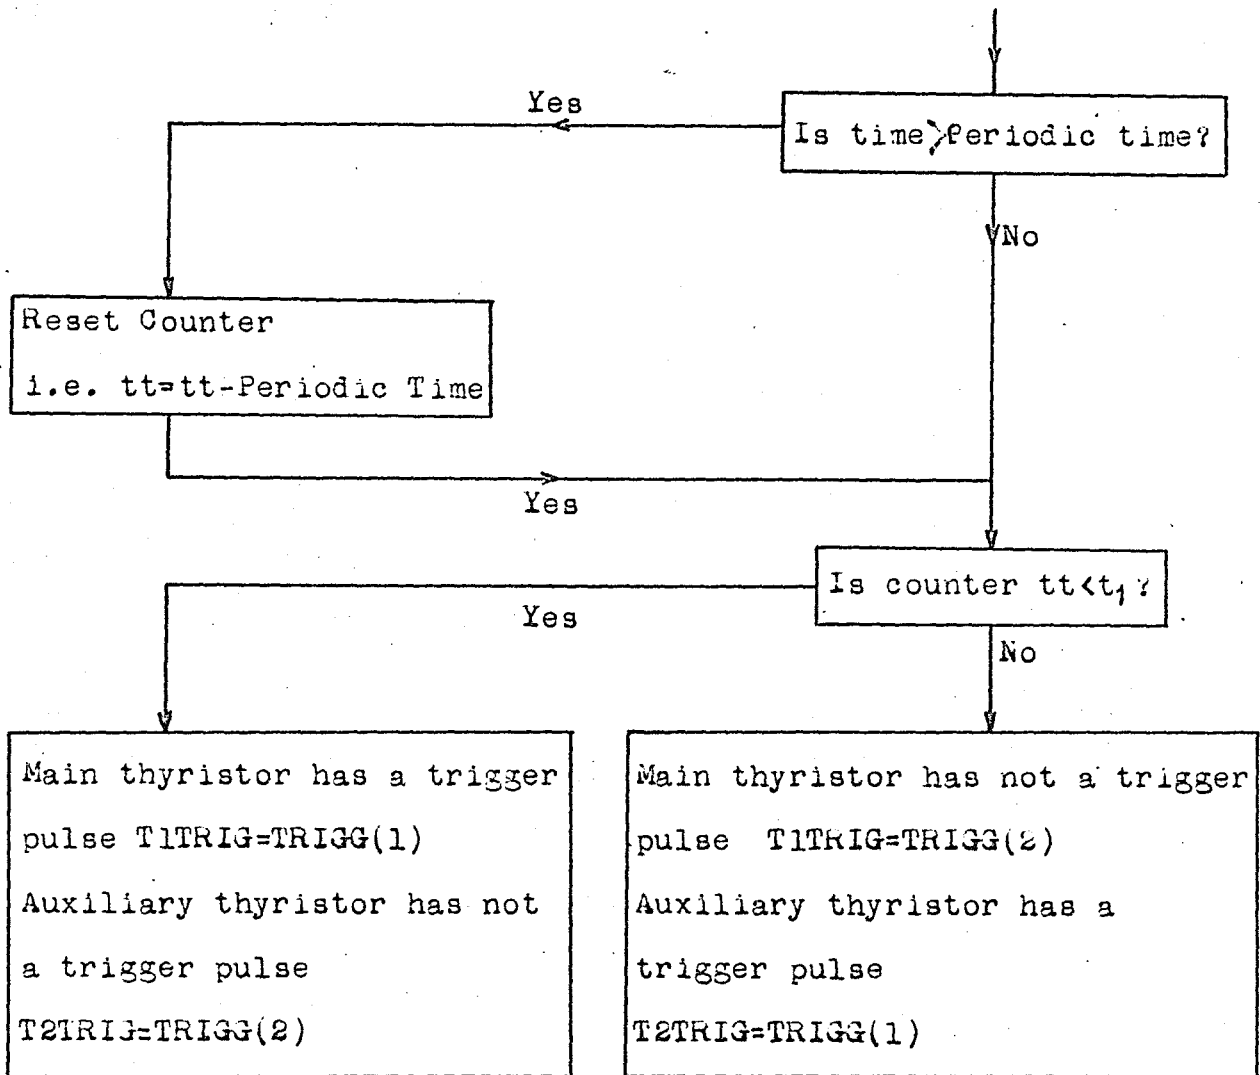 Yes
Is time>Periodic time?
No
Reset Counter
i.e. tt=tt-Periodic Time
Yes
Is counter tt<t₁?
Yes
No
Main thyristor has a trigger
pulse T1TRIG=TRIGG(1)
Auxiliary thyristor has not
a trigger pulse
T2TRIG=TRIGG(2)
Main thyristor has not a trigger
pulse T1TRIG=TRIGG(2)
Auxiliary thyristor has a
trigger pulse
T2TRIG=TRIGG(1)